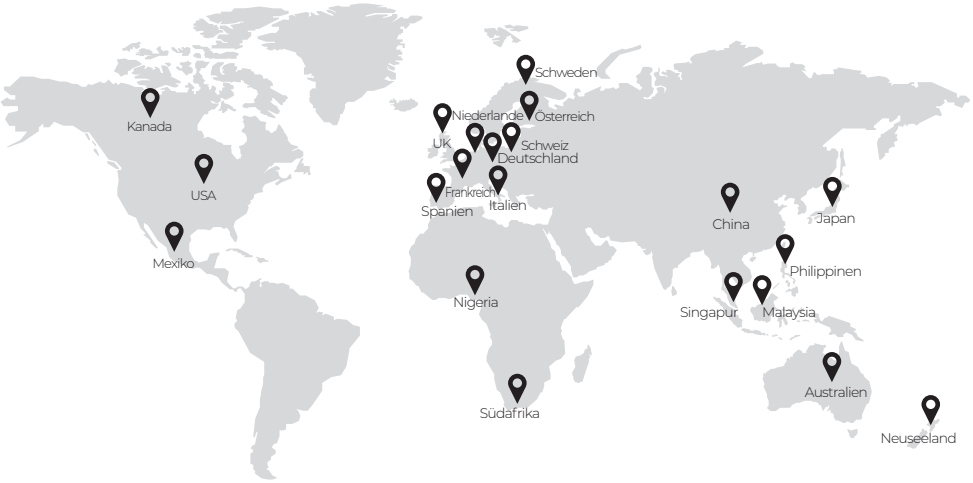 Schweden
Niederlande
Österreich
Kanada
UK
Schweiz
Deutschland
USA
Frankreich
Italien
Spanien
China
Japan
Mexiko
Philippinen
Nigeria
Singapur
Malaysia
Australien
Südafrika
Neuseeland